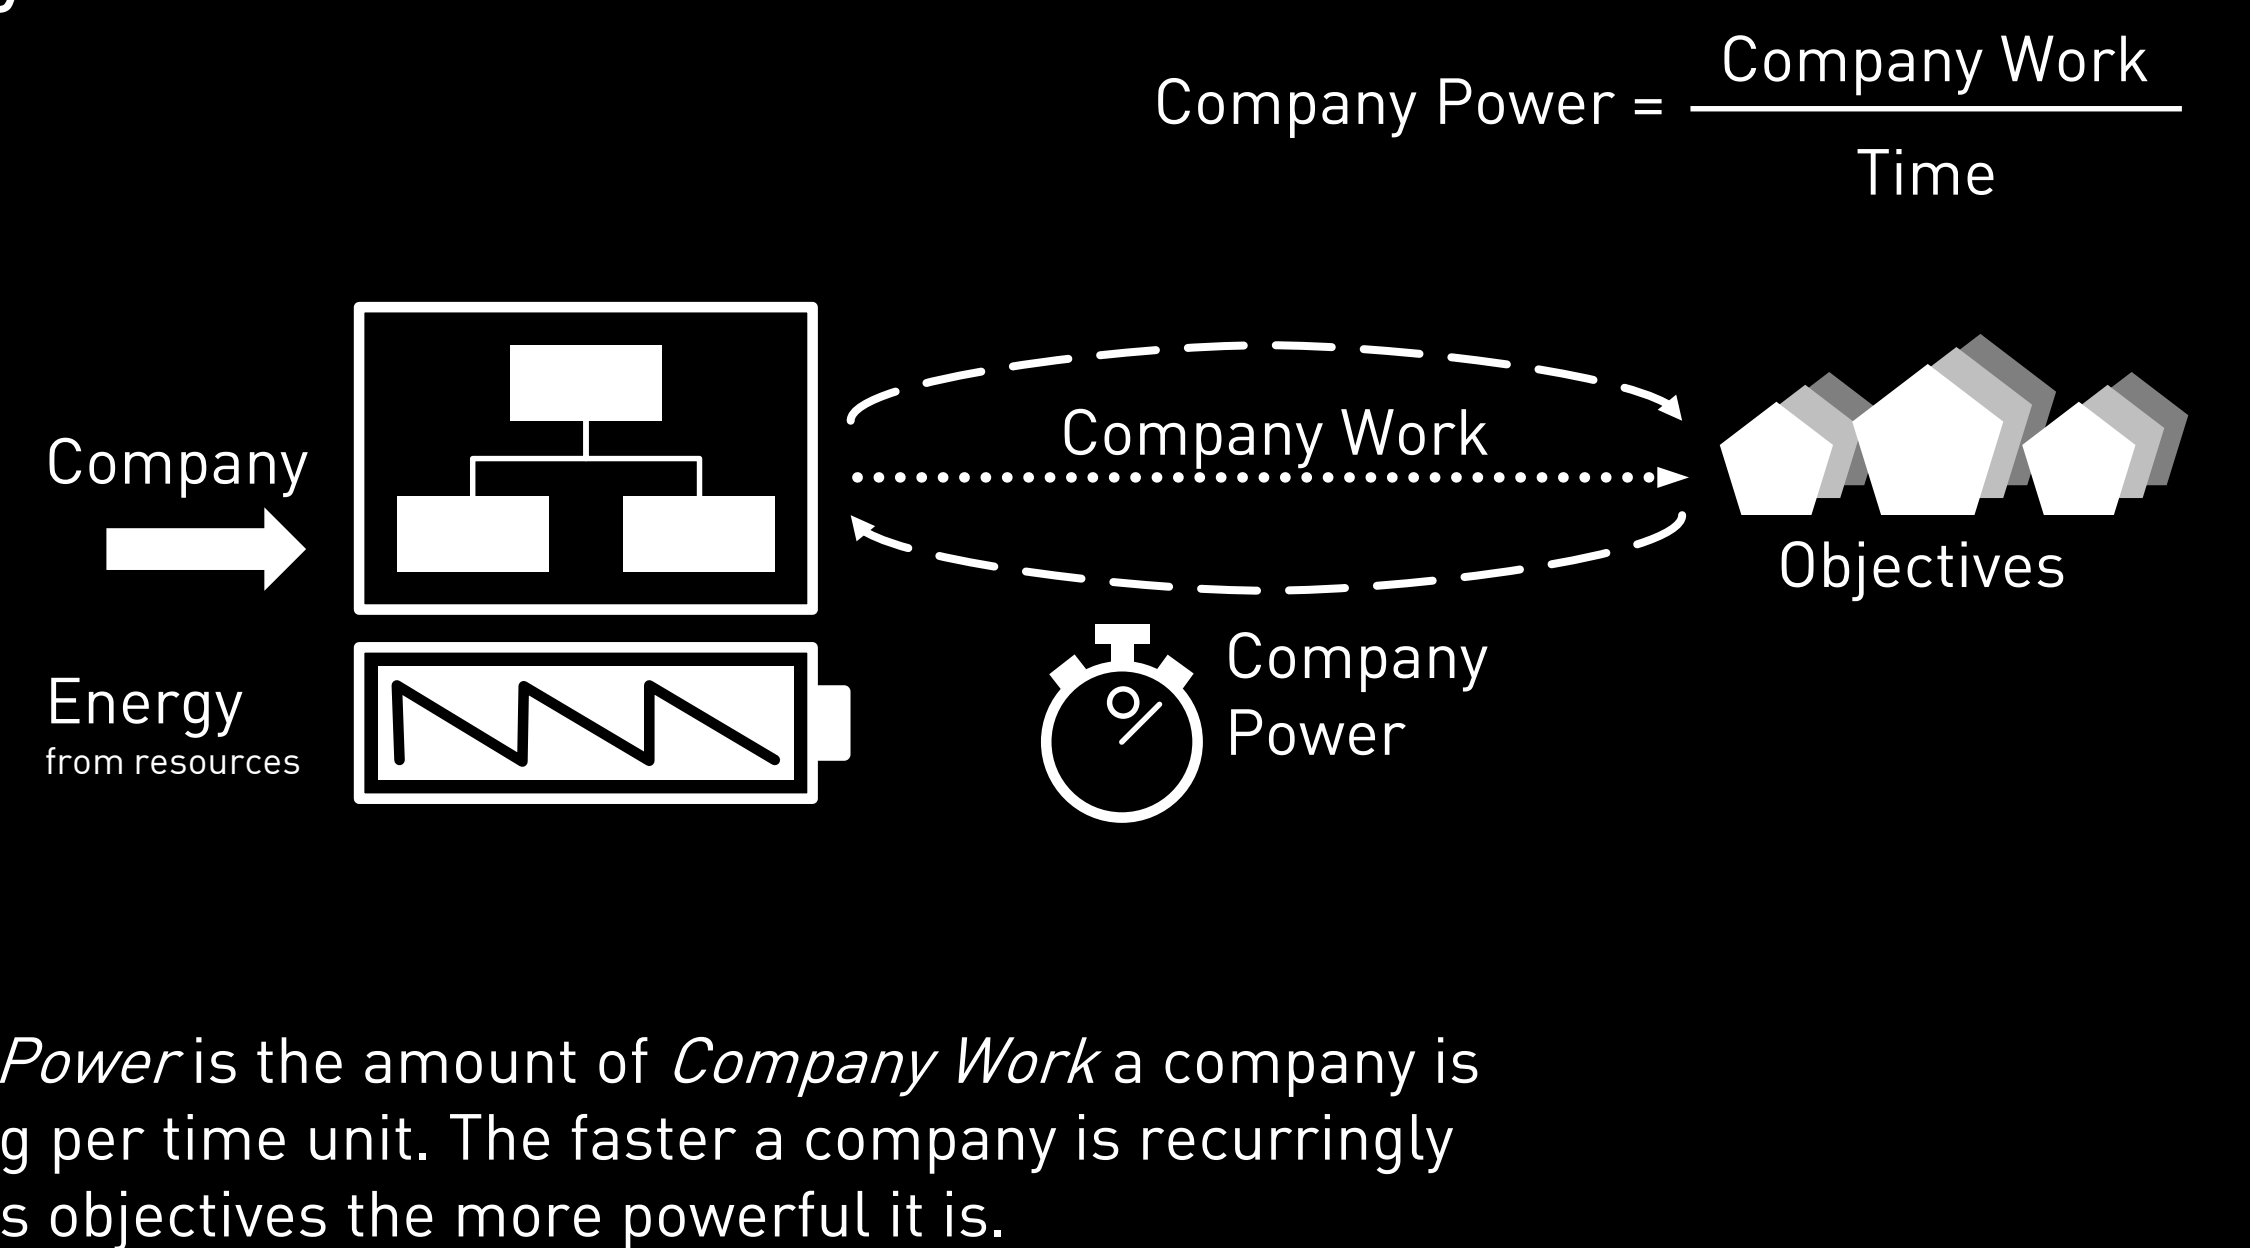 Company Work
Company Power =
Time
Company Work
Company
Objectives
Company
Power
Energy
from resources
Power is the amount of Company Work a company is
g per time unit. The faster a company is recurringly
s objectives the more powerful it is.